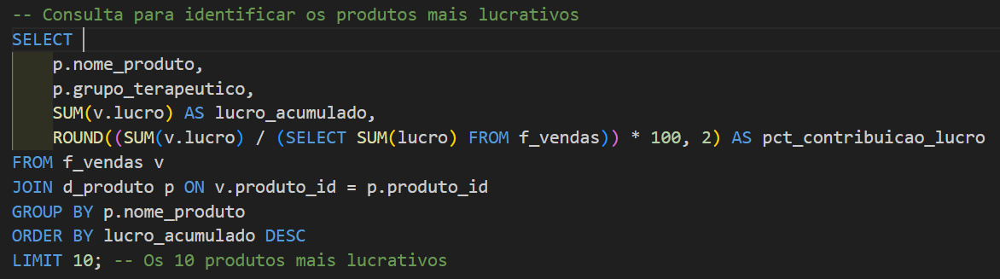 -- Consulta para identificar os produtos mais lucrativos
SELECT
    p.nome_produto,
    p.grupo_terapeutico,
    SUM(v.lucro) AS lucro_acumulado,
    ROUND((SUM(v.lucro) / (SELECT SUM(lucro) FROM f_vendas)) * 100, 2) AS pct_contribuicao_lucro
FROM f_vendas v
JOIN d_produto p ON v.produto_id = p.produto_id
GROUP BY p.nome_produto
ORDER BY lucro_acumulado DESC
LIMIT 10; -- Os 10 produtos mais lucrativos